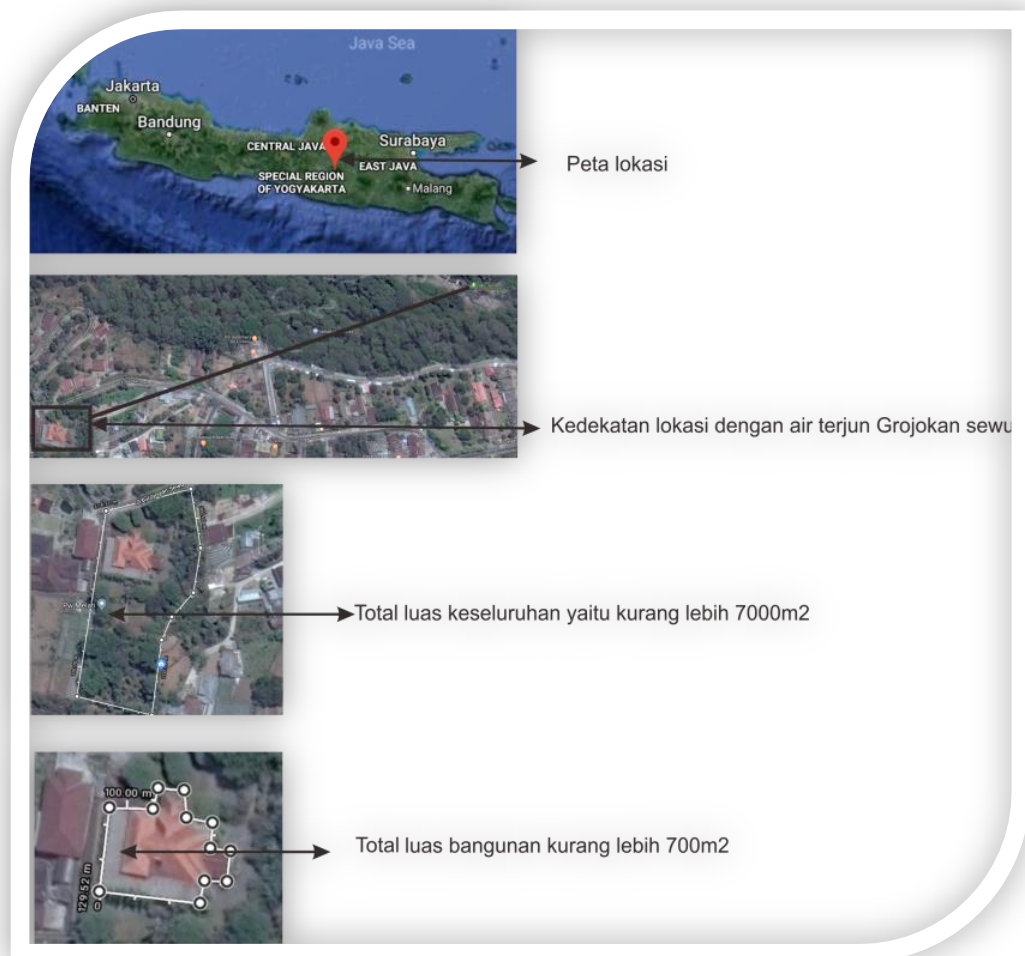 Java Sea
Jakarta
BANTEN
Bandung
CENTRAL JAVA
Surabaya
EAST JAVA
SPECIAL REGION
OF YOGYAKARTA
Malang
Peta lokasi
Kedekatan lokasi dengan air terjun Grojokan sewu
Total luas keseluruhan yaitu kurang lebih 7000m2
100.00 m
129.52 m
Total luas bangunan kurang lebih 700m2